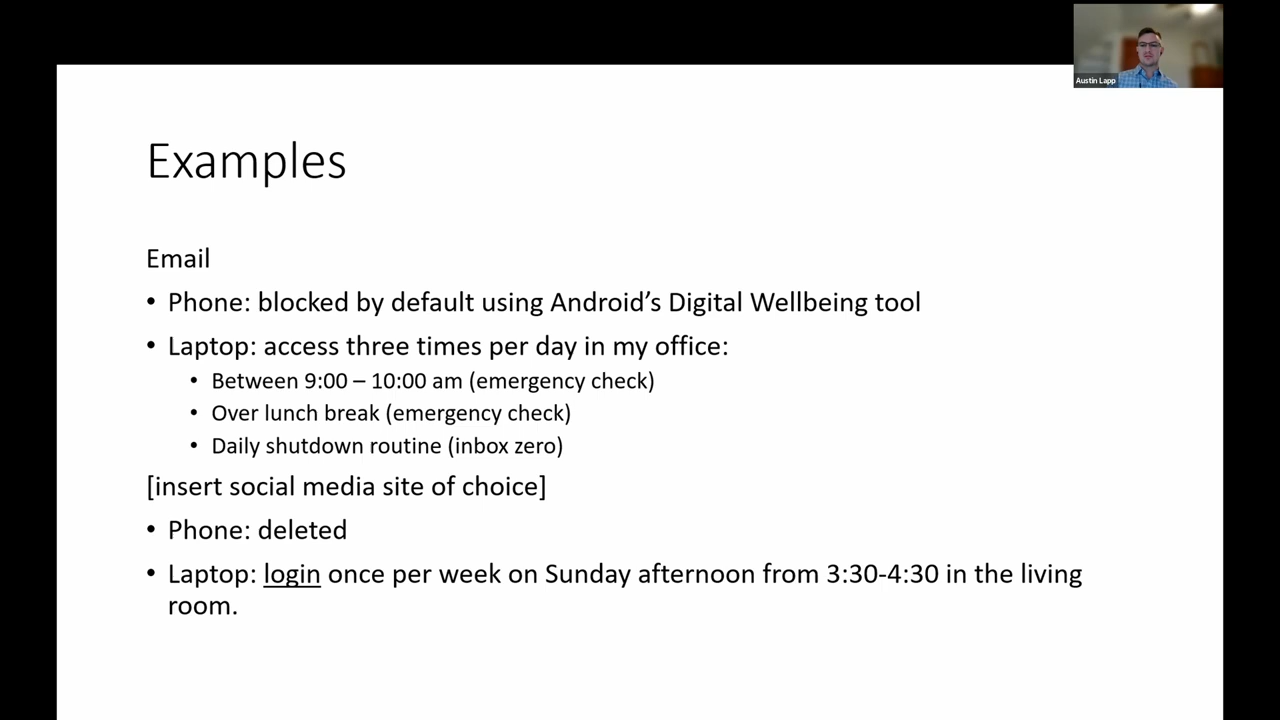 Austin Lapp
Examples
Email
• Phone: blocked by default using Android’s Digital Wellbeing tool
• Laptop: access three times per day in my office:
• Between 9:00 – 10:00 am (emergency check)
• Over lunch break (emergency check)
• Daily shutdown routine (inbox zero)
[insert social media site of choice]
• Phone: deleted
• Laptop: login once per week on Sunday afternoon from 3:30-4:30 in the living
room.